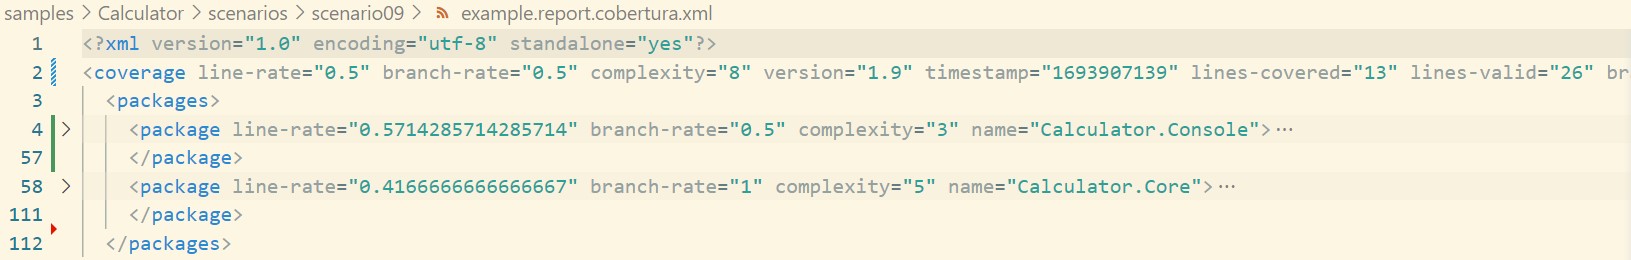 samples > Calculator > scenarios > scenario09 > example.report.cobertura.xml
1 <?xml version="1.0" encoding="utf-8" standalone="yes"?>
2 <coverage line-rate="0.5" branch-rate="0.5" complexity="8" version="1.9" timestamp="1693907139" lines-covered="13" lines-valid="26" br
3 <packages>
4 > <package line-rate="0.5714285714285714" branch-rate="0.5" complexity="3" name="Calculator.Console">…
57 </package>
58 > <package line-rate="0.4166666666666667" branch-rate="1" complexity="5" name="Calculator.Core">…
111 </package>
112 </packages>